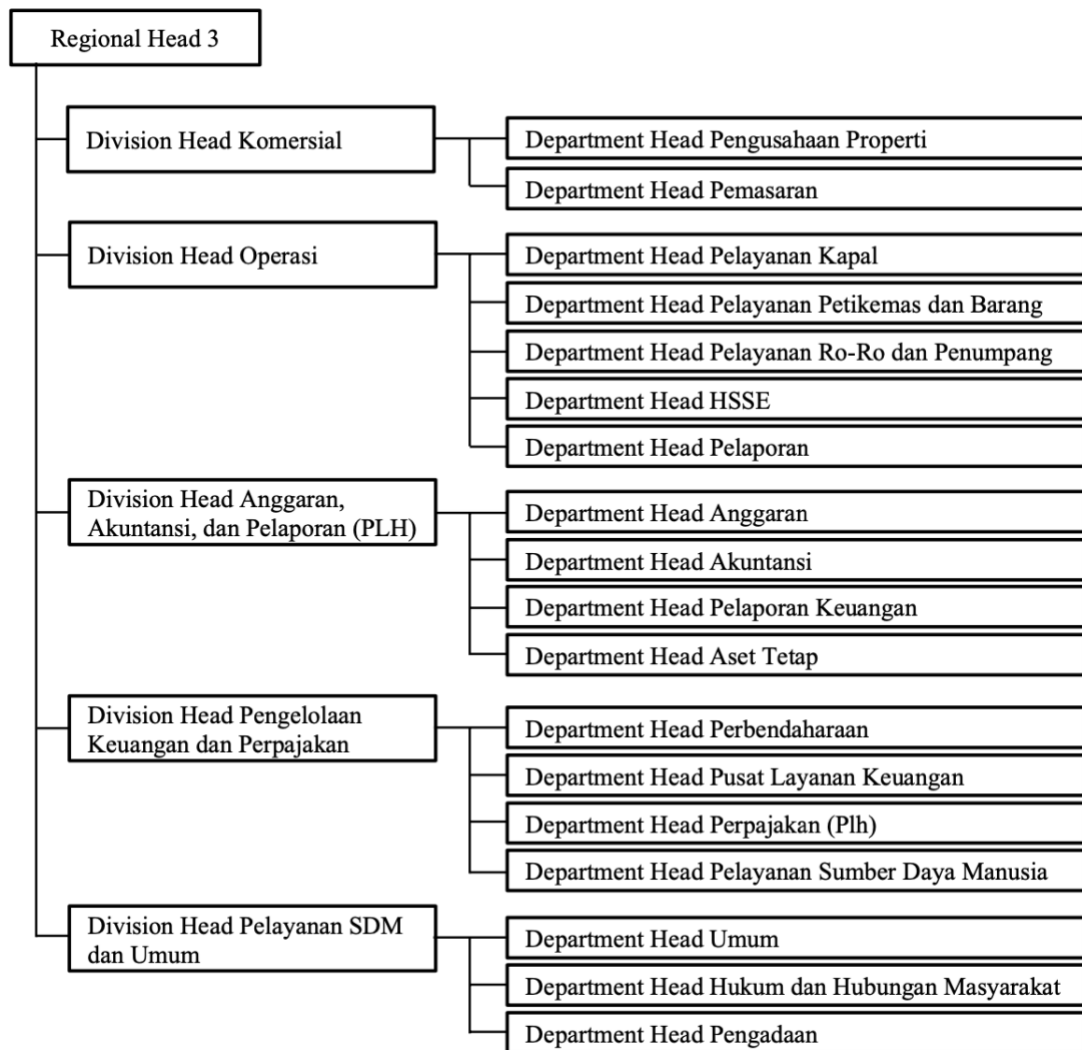 Regional Head 3
Division Head Komersial
Department Head Pengusahaan Properti
Department Head Pemasaran
Division Head Operasi
Department Head Pelayanan Kapal
Department Head Pelayanan Petikemas dan Barang
Department Head Pelayanan Ro-Ro dan Penumpang
Department Head HSSE
Department Head Pelaporan
Division Head Anggaran,
Akuntansi, dan Pelaporan (PLH)
Department Head Anggaran
Department Head Akuntansi
Department Head Pelaporan Keuangan
Department Head Aset Tetap
Division Head Pengelolaan
Keuangan dan Perpajakan
Department Head Perbendaharaan
Department Head Pusat Layanan Keuangan
Department Head Perpajakan (Plh)
Department Head Pelayanan Sumber Daya Manusia
Division Head Pelayanan SDM
dan Umum
Department Head Umum
Department Head Hukum dan Hubungan Masyarakat
Department Head Pengadaan